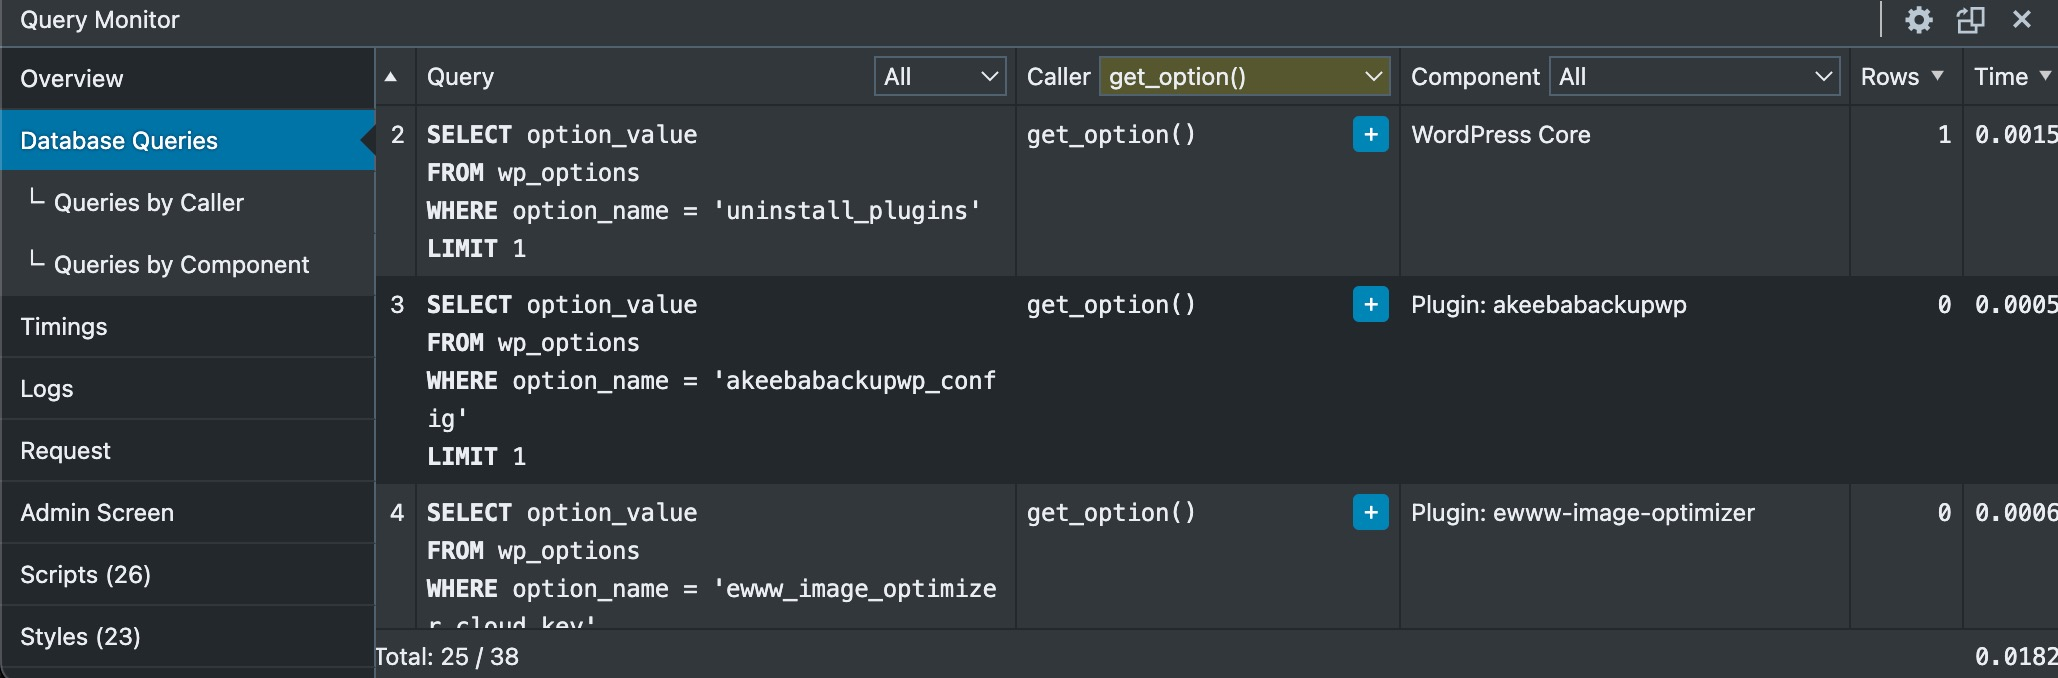 Query Monitor
Overview
Database Queries
Queries by Caller
Queries by Component
Timings
Logs
Request
Admin Screen
Scripts (26)
Styles (23)
Query All Caller get_option() Component All Rows Time
2 SELECT option_value get_option() + WordPress Core 1 0.0015
FROM wp_options
WHERE option_name = 'uninstall_plugins'
LIMIT 1
3 SELECT option_value get_option() + Plugin: akeebabackupwp 0 0.0005
FROM wp_options
WHERE option_name = 'akeebabackupwp_conf
ig'
LIMIT 1
4 SELECT option_value get_option() + Plugin: ewww-image-optimizer 0 0.0006
FROM wp_options
WHERE option_name = 'ewww_image_optimize
r_cloud_key'
Total: 25 / 38 0.0182